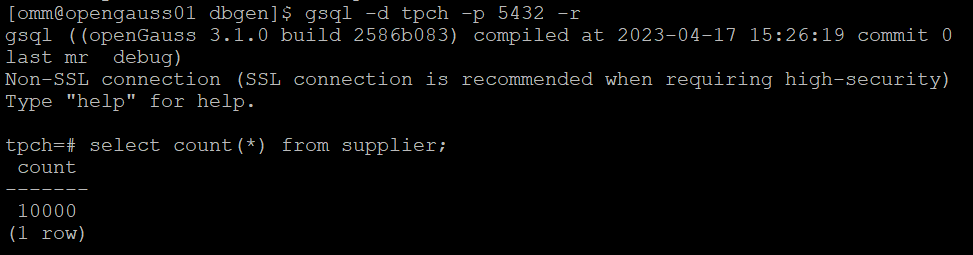 [omm@opengauss01 dbgen]$ gsql -d tpch -p 5432 -r
gsql ((openGauss 3.1.0 build 2586b083) compiled at 2023-04-17 15:26:19 commit 0
last mr  debug)
Non-SSL connection (SSL connection is recommended when requiring high-security)
Type "help" for help.

tpch=# select count(*) from supplier;
 count
-------
 10000
(1 row)